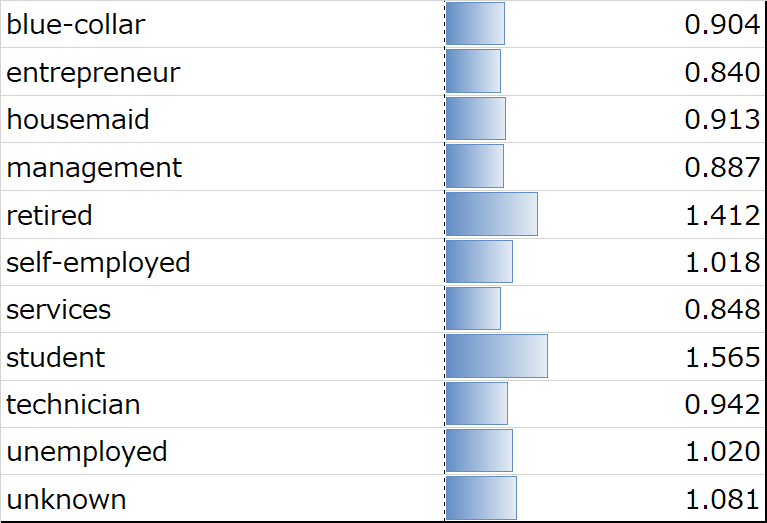 blue-collar 0.904
entrepreneur 0.840
housemaid 0.913
management 0.887
retired 1.412
self-employed 1.018
services 0.848
student 1.565
technician 0.942
unemployed 1.020
unknown 1.081